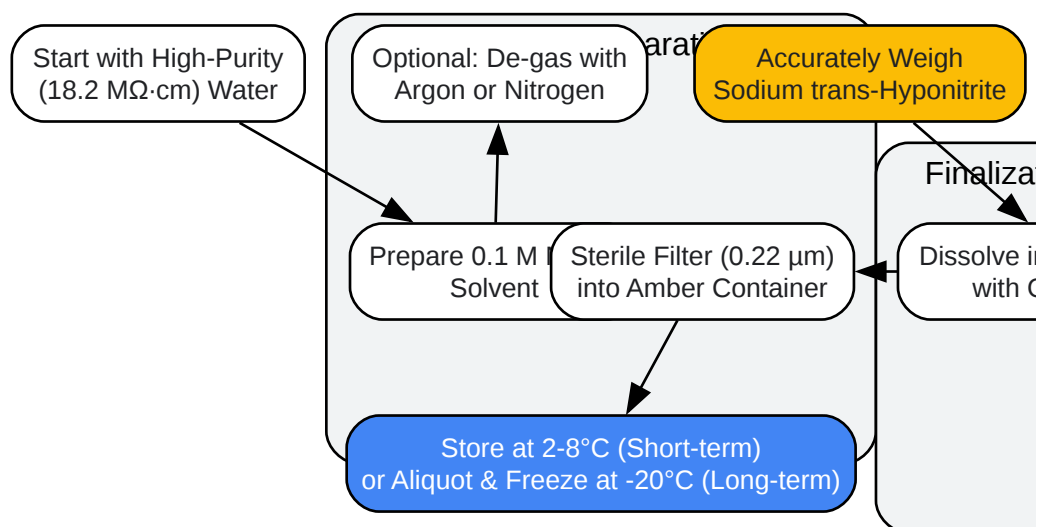 Start with High-Purity
(18.2 MΩ·cm) Water
Optional: De-gas with
Argon or Nitrogen
Accurately Weigh
Sodium trans-Hyponitrite
Prepare 0.1 M
Solvent
Sterile Filter (0.22 µm)
into Amber Container
Dissolve
with
Store at 2-8°C (Short-term)
or Aliquot & Freeze at -20°C (Long-term)